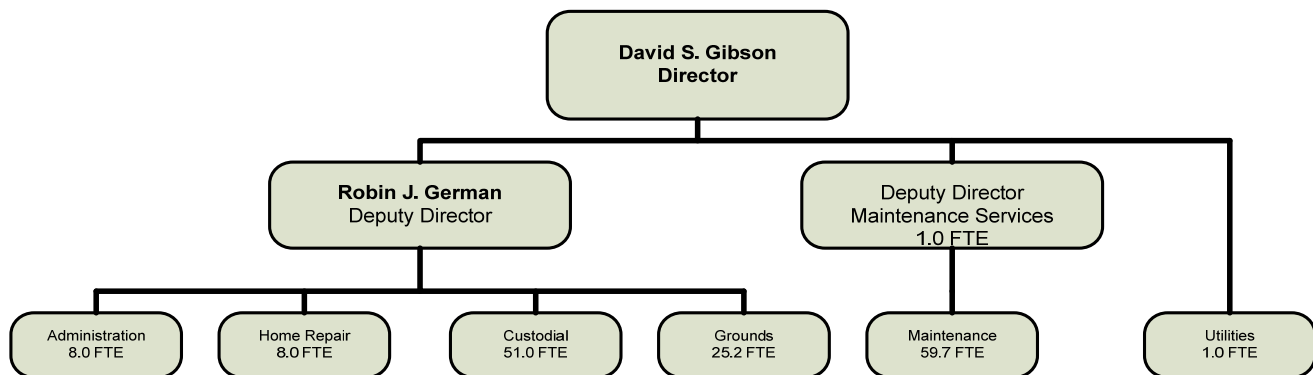 David S. Gibson
Director
Robin J. German
Deputy Director
Deputy Director
Maintenance Services
1.0 FTE
Administration
8.0 FTE
Home Repair
8.0 FTE
Custodial
51.0 FTE
Grounds
25.2 FTE
Maintenance
59.7 FTE
Utilities
1.0 FTE